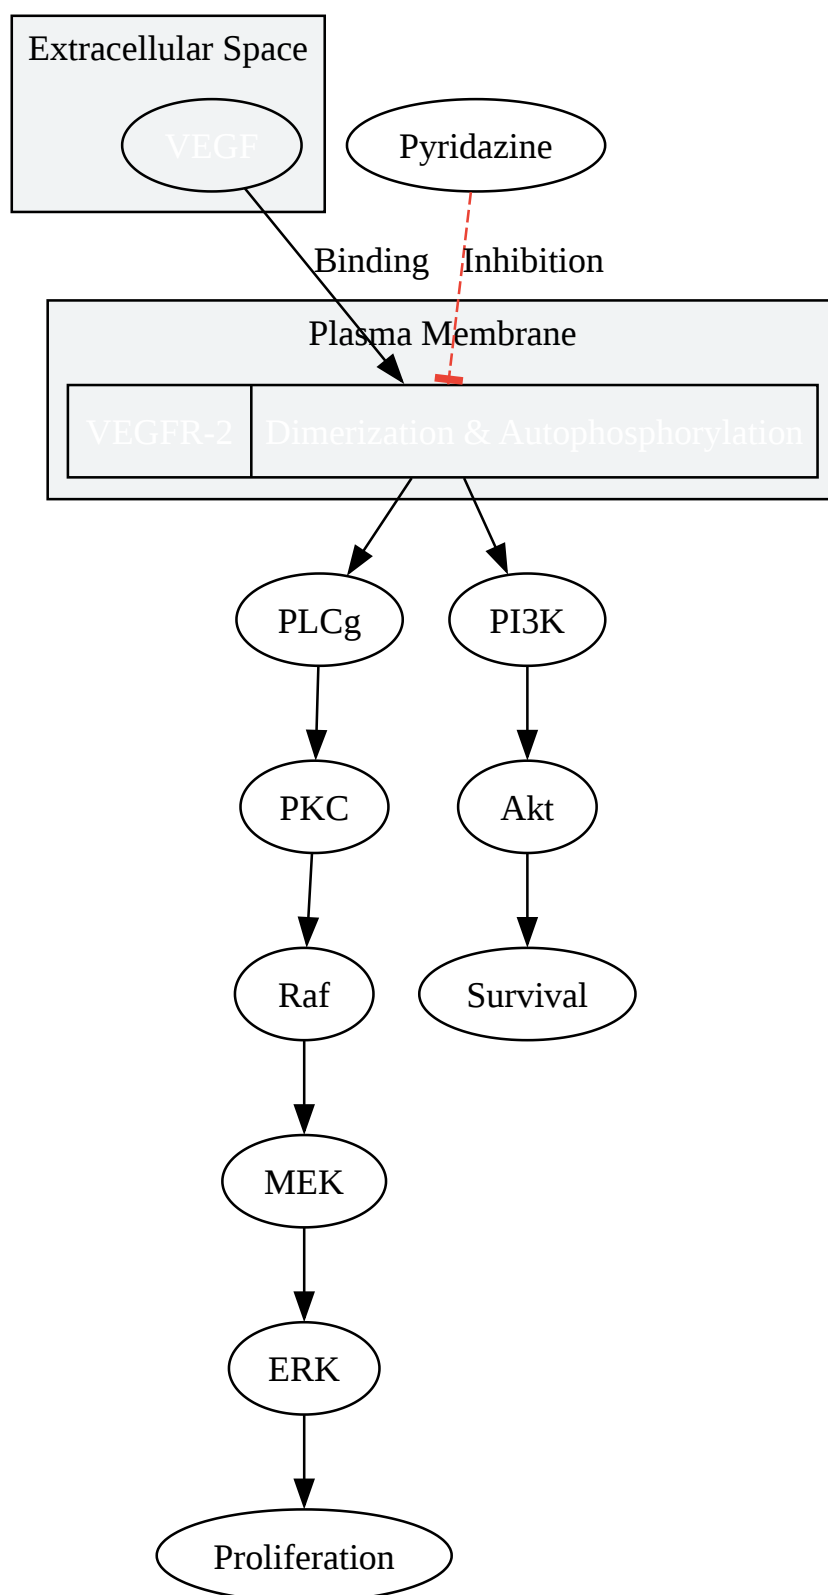 Extracellular Space
VEGF
Pyridazine
Binding
Inhibition
Plasma Membrane
VEGFR-2
Dimerization & Autophosphorylation
PLCg
PI3K
PKC
Akt
Raf
Survival
MEK
ERK
Proliferation